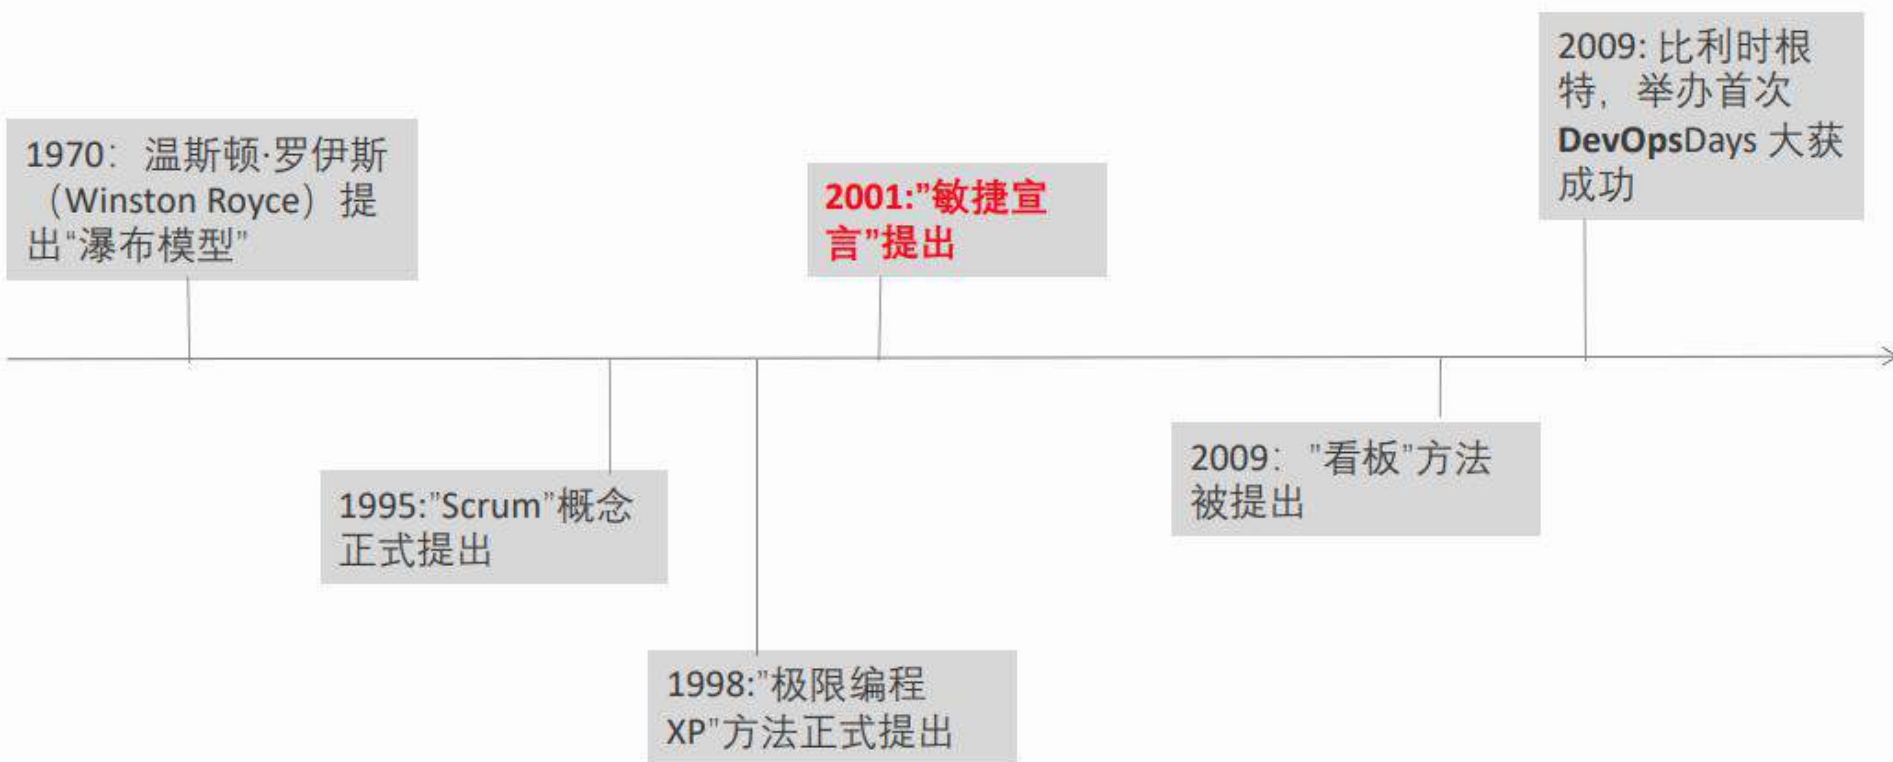 1970：温斯顿·罗伊斯
（Winston Royce）提
出“瀑布模型”
1995:”Scrum”概念
正式提出
1998:”极限编程
XP”方法正式提出
2001:”敏捷宣
言”提出
2009：”看板”方法
被提出
2009: 比利时根
特，举办首次
DevOpsDays 大获
成功